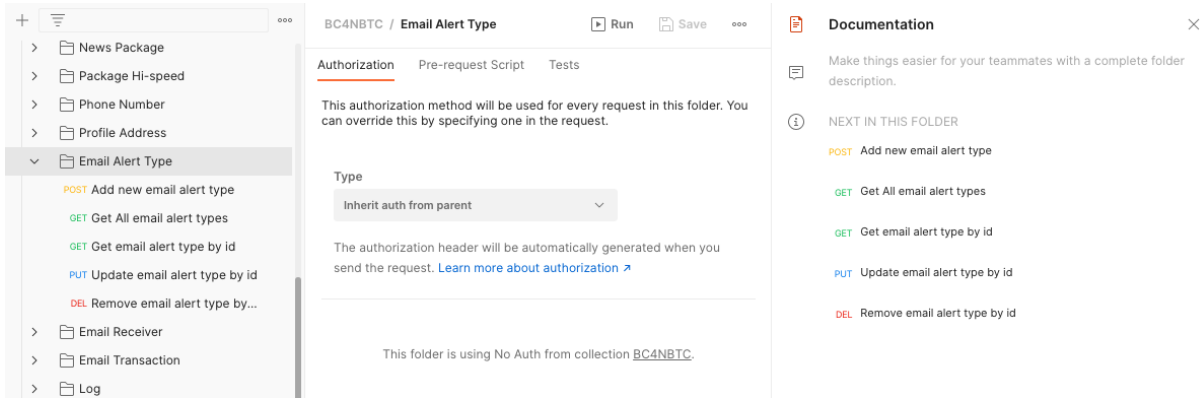 News Package
Package Hi-speed
Phone Number
Profile Address
Email Alert Type
POST Add new email alert type
GET Get All email alert types
GET Get email alert type by id
PUT Update email alert type by id
DEL Remove email alert type by...
Email Receiver
Email Transaction
Log
BC4NBTC / Email Alert Type
Run
Save
Authorization
Pre-request Script
Tests
This authorization method will be used for every request in this folder. You
can override this by specifying one in the request.
Type
Inherit auth from parent
The authorization header will be automatically generated when you
send the request. Learn more about authorization ↗
This folder is using No Auth from collection BC4NBTC.
Documentation
Make things easier for your teammates with a complete folder
description.
NEXT IN THIS FOLDER
POST Add new email alert type
GET Get All email alert types
GET Get email alert type by id
PUT Update email alert type by id
DEL Remove email alert type by id